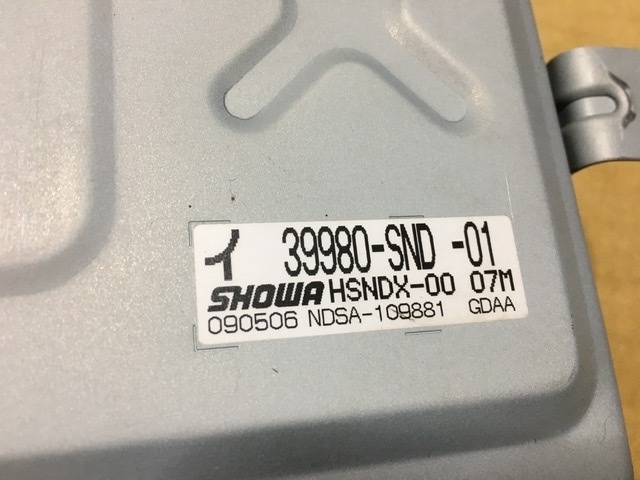 イ 39980-SND -01
SHOWA HSNDX-00 07M
090506 NDSA-109881 GDAA